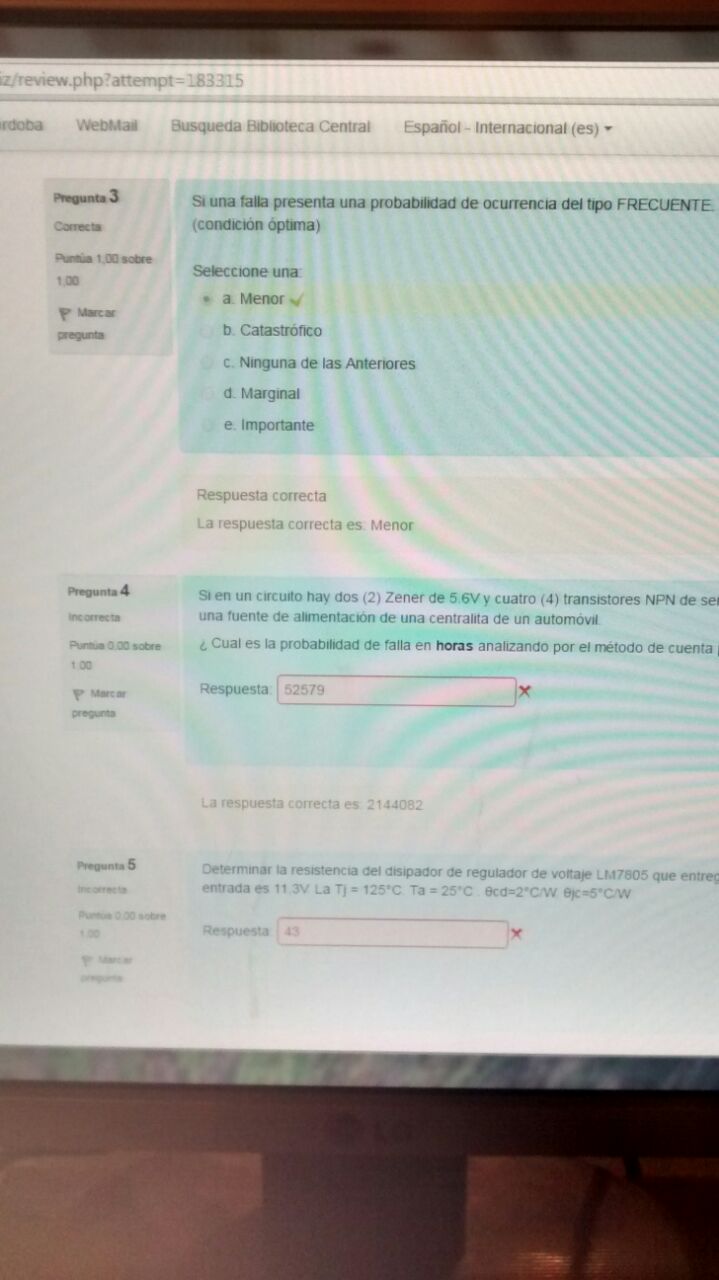 iz/review.php?attempt=183315
rdoba WebMail Busqueda Biblioteca Central Español - Internacional (es)
Pregunta 3
Correcta
Puntúa 1,00 sobre
1,00
Marcar
pregunta
Si una falla presenta una probabilidad de ocurrencia del tipo FRECUENTE.
(condición óptima)
Seleccione una:
a. Menor
b. Catastrófico
c. Ninguna de las Anteriores
d. Marginal
e. Importante
Respuesta correcta
La respuesta correcta es: Menor
Pregunta 4
Incorrecta
Puntúa 0,00 sobre
1,00
Marcar
pregunta
Si en un circuito hay dos (2) Zener de 5.6V y cuatro (4) transistores NPN de señ
una fuente de alimentación de una centralita de un automóvil.
¿ Cual es la probabilidad de falla en horas analizando por el método de cuenta
Respuesta: 52579
La respuesta correcta es: 2144082
Pregunta 5
Incorrecta
Puntúa 0,00 sobre
1,00
Marcar
pregunta
Determinar la resistencia del disipador de regulador de voltaje LM7805 que entreg
entrada es 11,3V. La Tj = 125°C. Ta = 25°C . θcd=2°C/W. θjc=5°C/W
Respuesta: 43
LG